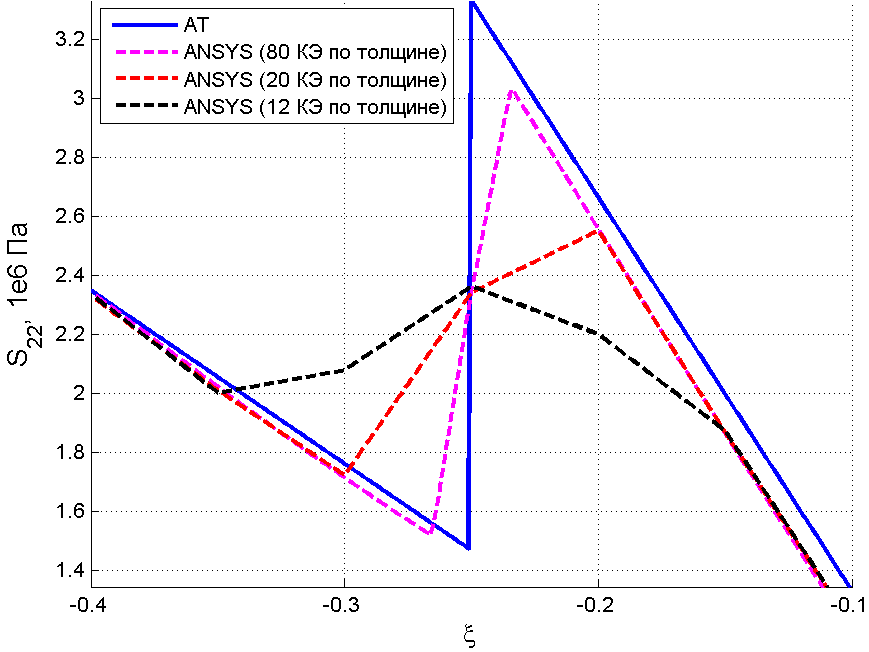 АТ
ANSYS (80 КЭ по толщине)
ANSYS (20 КЭ по толщине)
ANSYS (12 КЭ по толщине)
S22, 1e6 Па
3.2
3
2.8
2.6
2.4
2.2
2
1.8
1.6
1.4
-0.4 -0.3 -0.2 -0.1
ξ